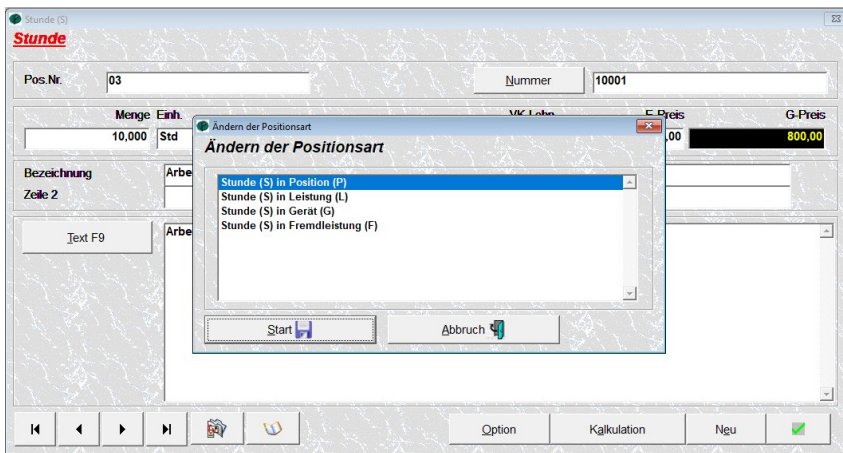 Stunde (S)
Stunde
Pos.Nr. 03 Nummer 10001
Menge Einh. VK Lohn E-Preis G-Preis
10,000 Std ,00 800,00
Ändern der Positionsart
Ändern der Positionsart
Bezeichnung Arbe
Zeile 2
Stunde (S) in Position (P)
Stunde (S) in Leistung (L)
Stunde (S) in Gerät (G)
Stunde (S) in Fremdleistung (F)
Text F9 Arbe
Start Abbruch
Option Kalkulation Neu